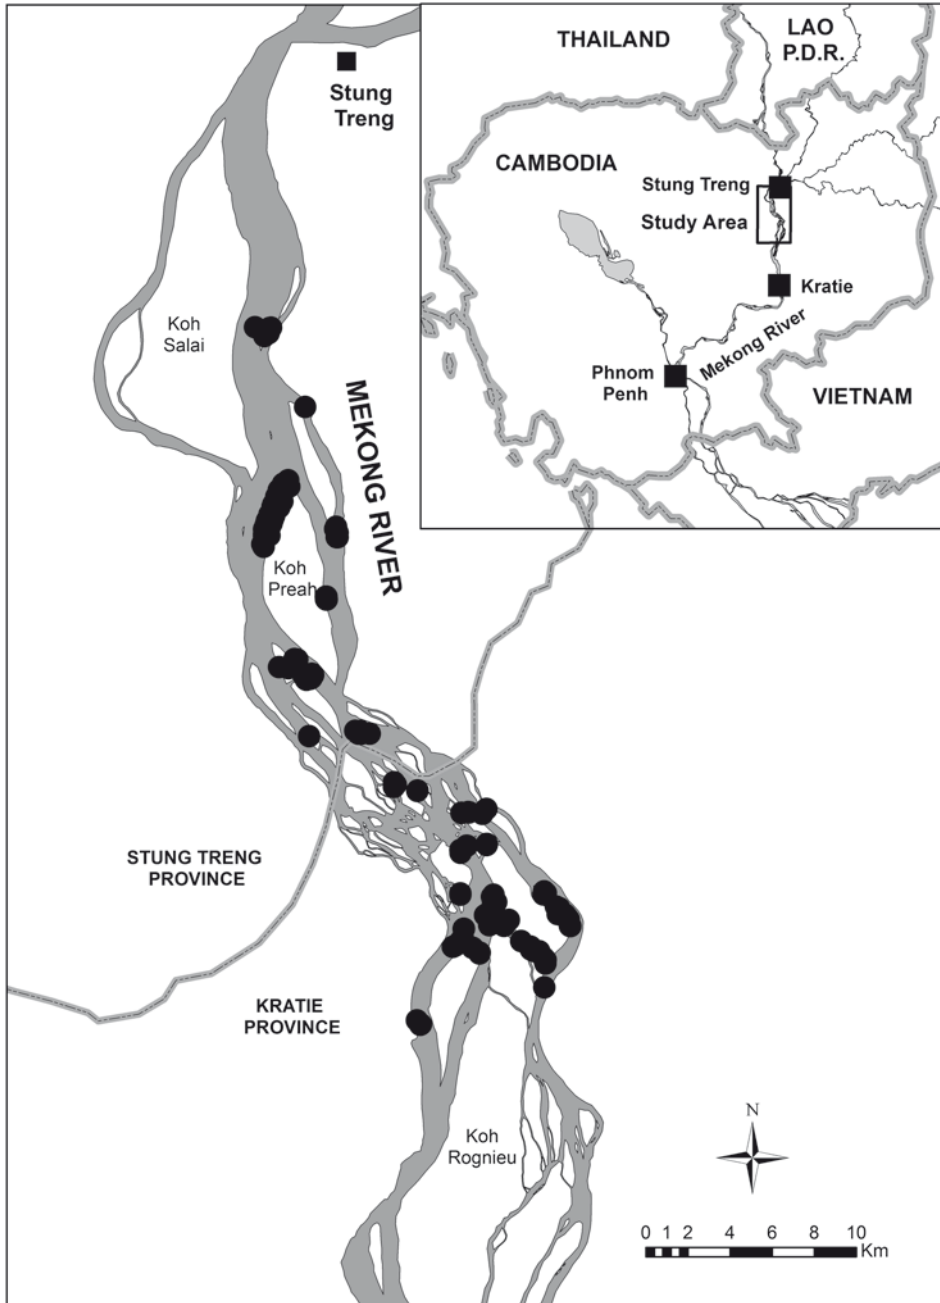 Stung
Treng
THAILAND
LAO
P.D.R.
CAMBODIA
Stung Treng
Study Area
Kratie
Mekong River
Phnom
Penh
VIETNAM
Koh
Salai
MEKONG RIVER
Koh
Preah
STUNG TRENG
PROVINCE
KRATIE
PROVINCE
Koh
Rognieu
N
0 1 2 4 6 8 10
Km